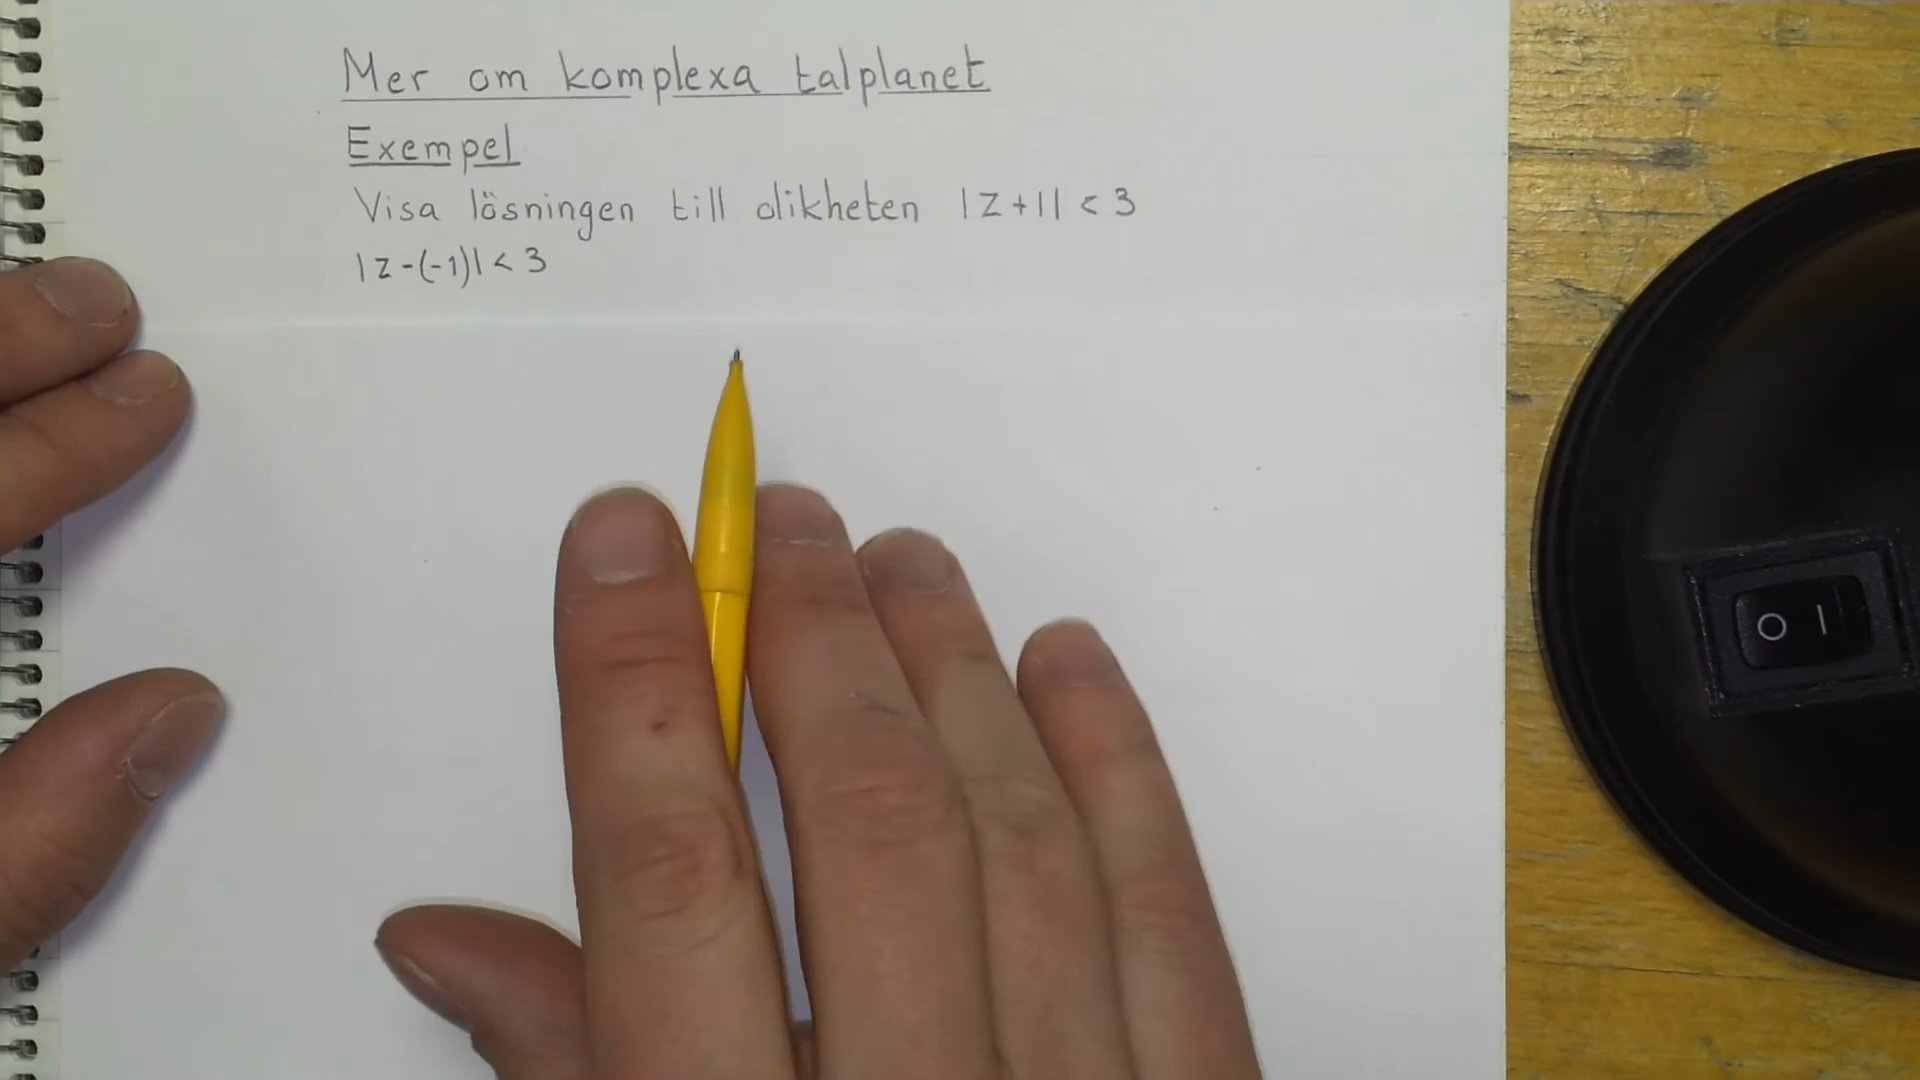 Mer om komplexa talplanet
Exempel
Visa lösningen till olikheten |z+1| < 3
|z-(-1)| < 3
O I